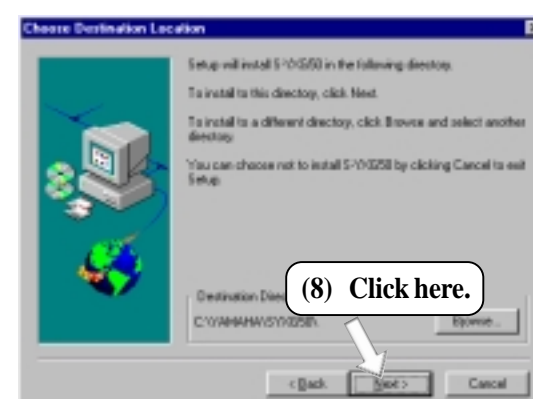 Choose Destination Location
Setup will install S-YXG50 in the following directory.
To install to this directory, click Next.
To install to a different directory, click Browse and select another
directory.
You can choose not to install S-YXG50 by clicking Cancel to exit
Setup.
(8) Click here.
Destination
C:\YAMAHA\SYXG50\
Browse...
< Back
Next >
Cancel